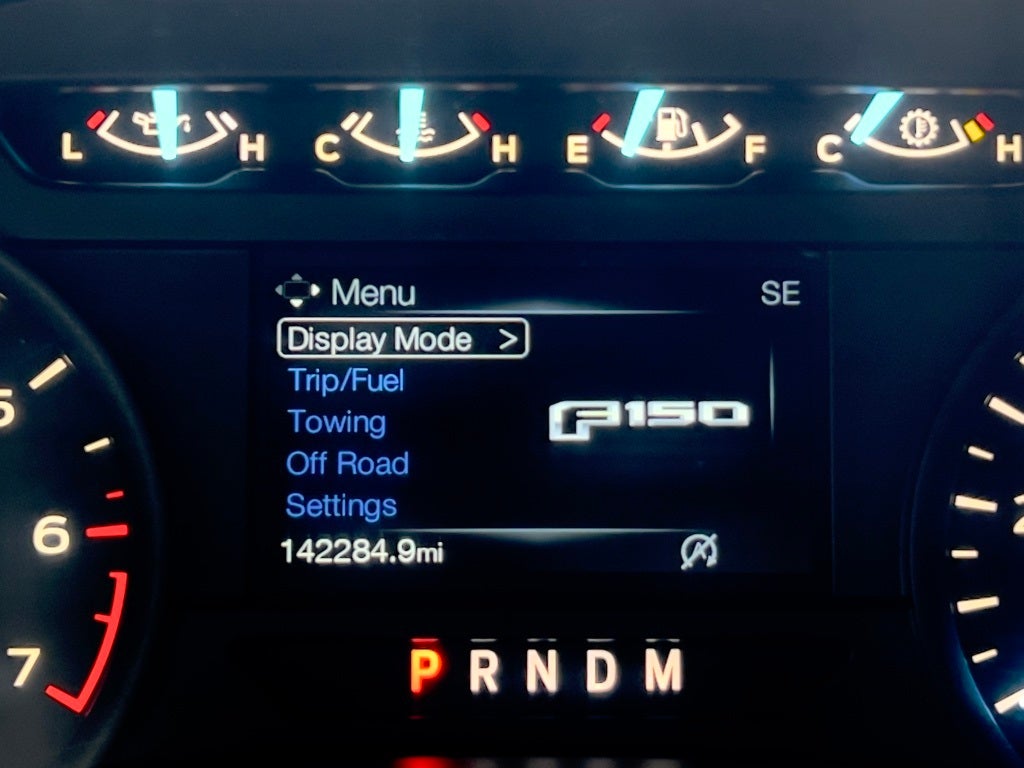 L H C H E F C H
Menu SE
Display Mode >
Trip/Fuel
F150
Towing
Off Road
Settings
142284.9mi
5
6
7
P R N D M